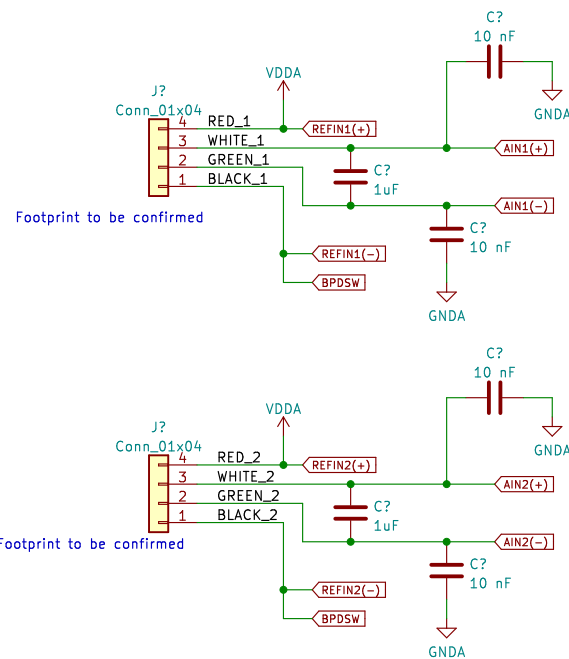 C?
10 nF
VDDA
GNDA
J?
Conn_01x04
4 RED_1 REFIN1(+)
3 WHITE_1 AIN1(+)
2 GREEN_1 C?
1 BLACK_1 1uF
AIN1(-)
Footprint to be confirmed
C?
10 nF
REFIN1(-)
BPDSW
GNDA
C?
10 nF
VDDA
GNDA
J?
Conn_01x04
4 RED_2 REFIN2(+)
3 WHITE_2 AIN2(+)
2 GREEN_2 C?
1 BLACK_2 1uF
Footprint to be confirmed
AIN2(-)
C?
10 nF
REFIN2(-)
BPDSW
GNDA